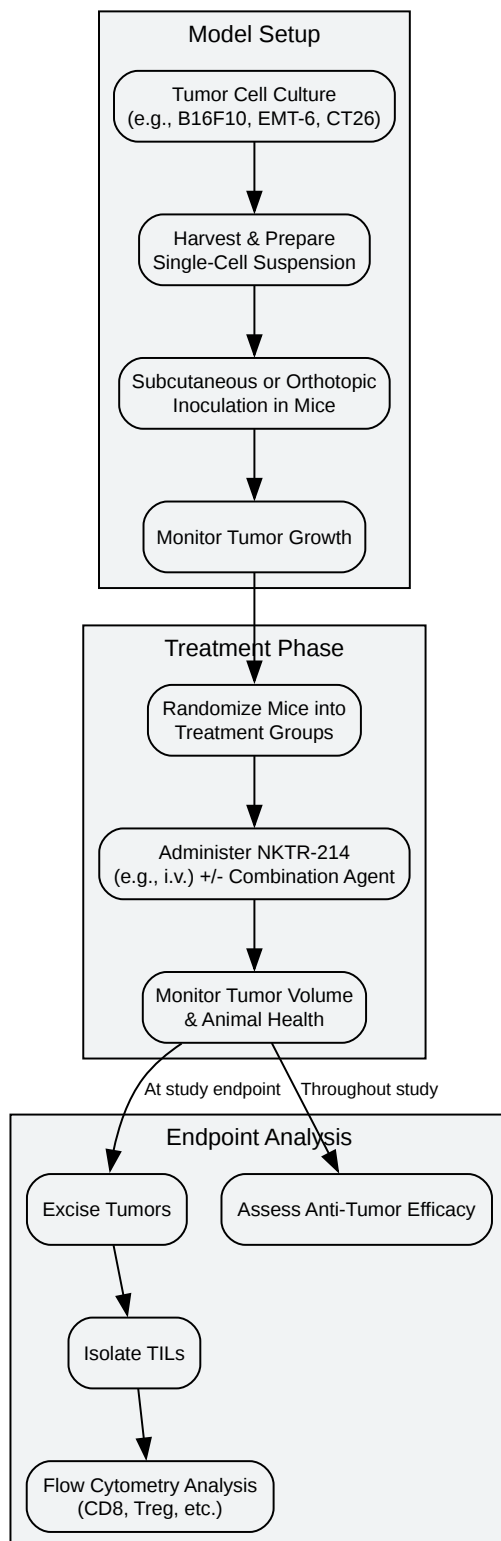 Model Setup
Tumor Cell Culture
(e.g., B16F10, EMT-6, CT26)
Harvest & Prepare
Single-Cell Suspension
Subcutaneous or Orthotopic
Inoculation in Mice
Monitor Tumor Growth
Treatment Phase
Randomize Mice into
Treatment Groups
Administer NKTR-214
(e.g., i.v.) +/- Combination Agent
Monitor Tumor Volume
& Animal Health
At study endpoint
Throughout study
Endpoint Analysis
Excise Tumors
Assess Anti-Tumor Efficacy
Isolate TILs
Flow Cytometry Analysis
(CD8, Treg, etc.)